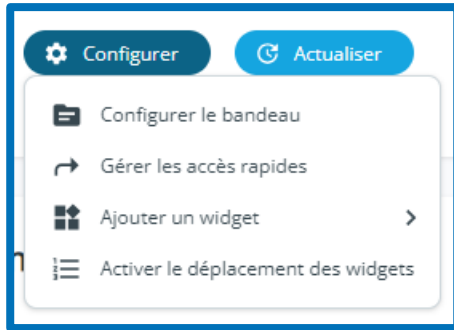 Configurer
Actualiser
Configurer le bandeau
Gérer les accès rapides
Ajouter un widget
Activer le déplacement des widgets